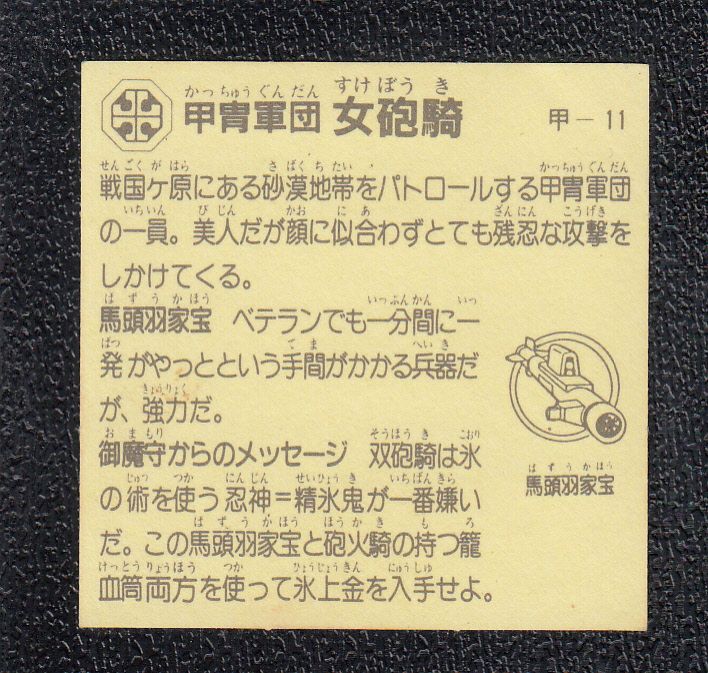 かっちゅうぐんだん すけぼうき
甲冑軍団 女砲騎 甲－11
せんごくがはら さばくちたい かっちゅうぐんだん
戦国ヶ原にある砂漠地帯をパトロールする甲冑軍団
いちいん びじん かお にあ ざんにん こうげき
の一員。美人だが顔に似合わずとても残忍な攻撃を
しかけてくる。
ばずうかほう いっぷんかん いっ
馬頭羽家宝 ベテランでも一分間に一
ぱつ てま へいき
発がやっとという手間がかかる兵器だ
きょうりょく
が、強力だ。
おまもり そうほうき こおり
御魔守からのメッセージ 双砲騎は氷
じゅつ つか にんじん せいひょうき いちばんきら
の術を使う忍神＝精氷鬼が一番嫌い
ばずうかほう ほうかき もろ
だ。この馬頭羽家宝と砲火騎の持つ籠
けっとうりょうほう つか ひょうじょうきん にゅうしゅ
血筒両方を使って氷上金を入手せよ。
ばずうかほう
馬頭羽家宝